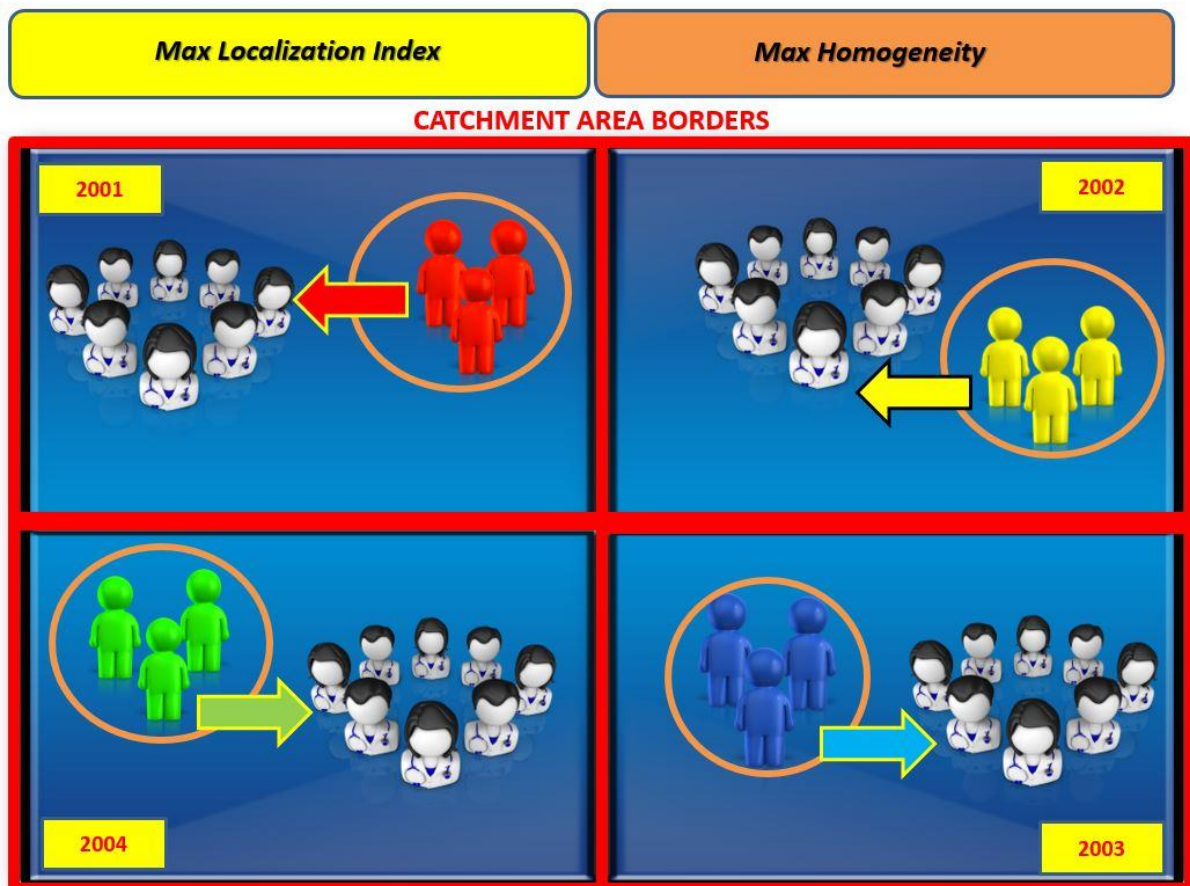 Max Localization Index
Max Homogeneity
CATCHMENT AREA BORDERS
2001
2002
2004
2003